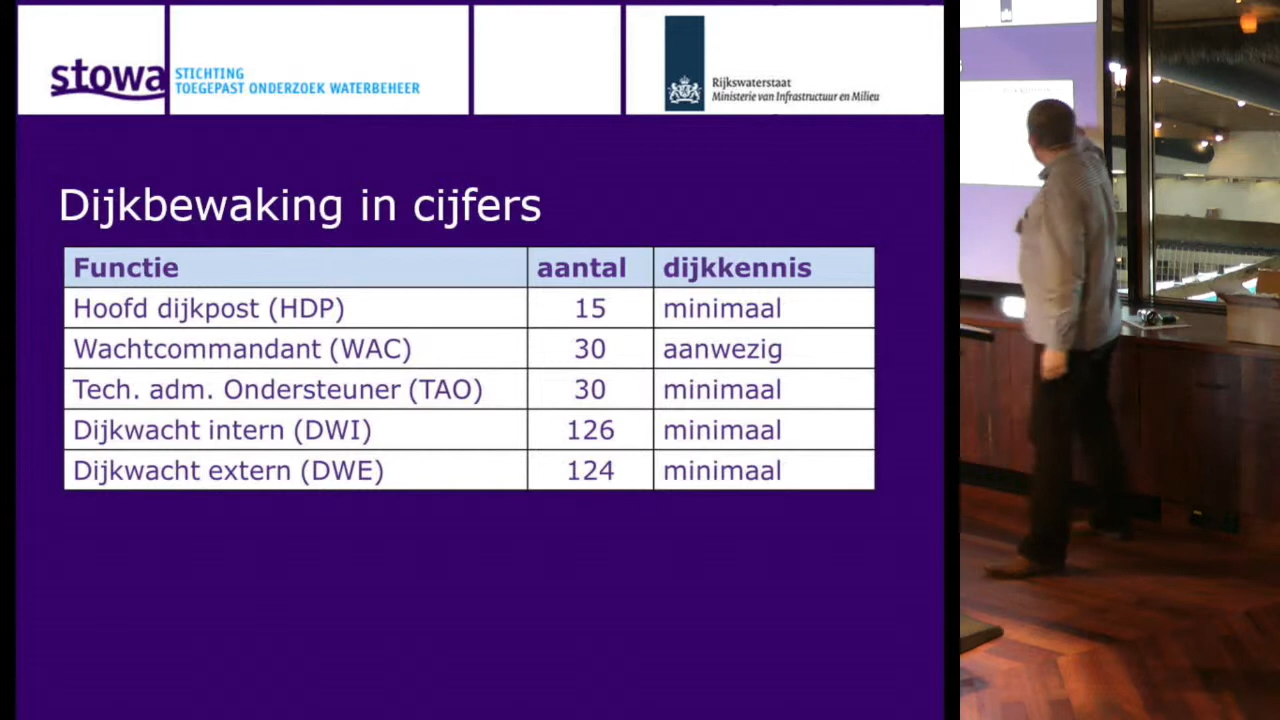 stowa
STICHTING
TOEGEPAST ONDERZOEK WATERBEHEER
Rijkswaterstaat
Ministerie van Infrastructuur en Milieu
Dijkbewaking in cijfers
Functie aantal dijkkennis
Hoofd dijkpost (HDP) 15 minimaal
Wachtcommandant (WAC) 30 aanwezig
Tech. adm. Ondersteuner (TAO) 30 minimaal
Dijkwacht intern (DWI) 126 minimaal
Dijkwacht extern (DWE) 124 minimaal